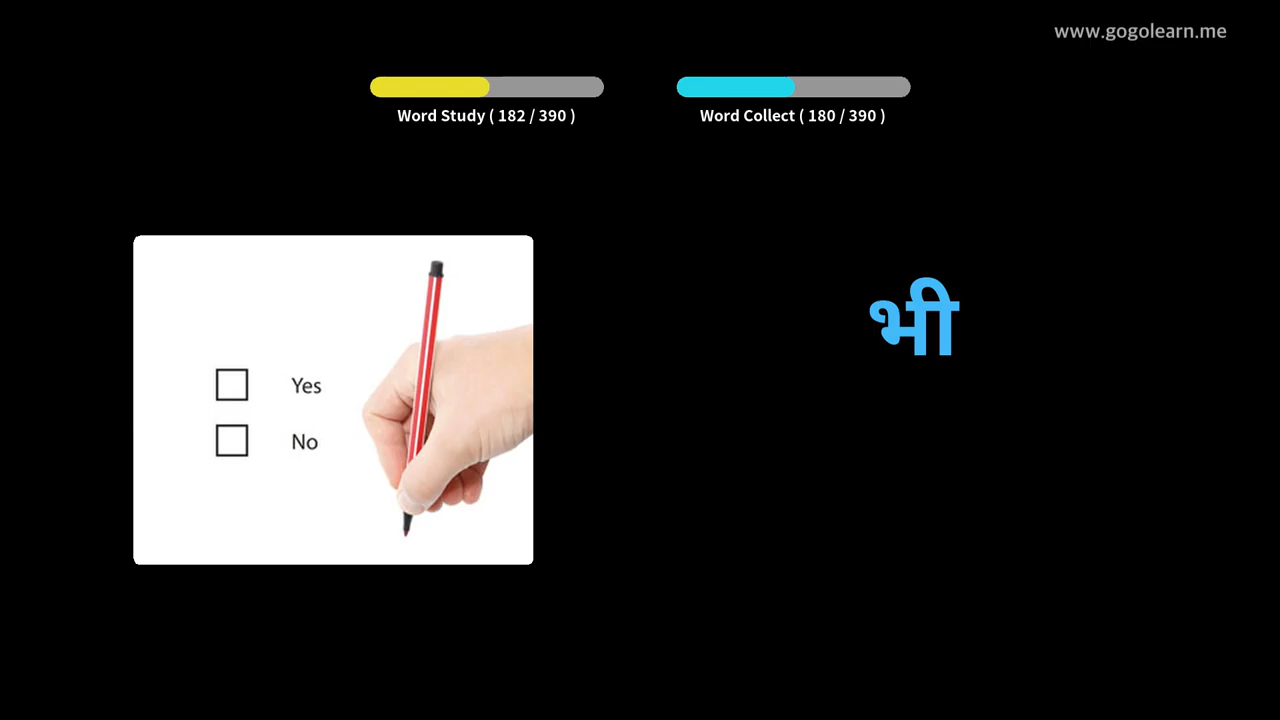 www.gogolearn.me
Word Study ( 182 / 390 )
Word Collect ( 180 / 390 )
भी
Yes
No